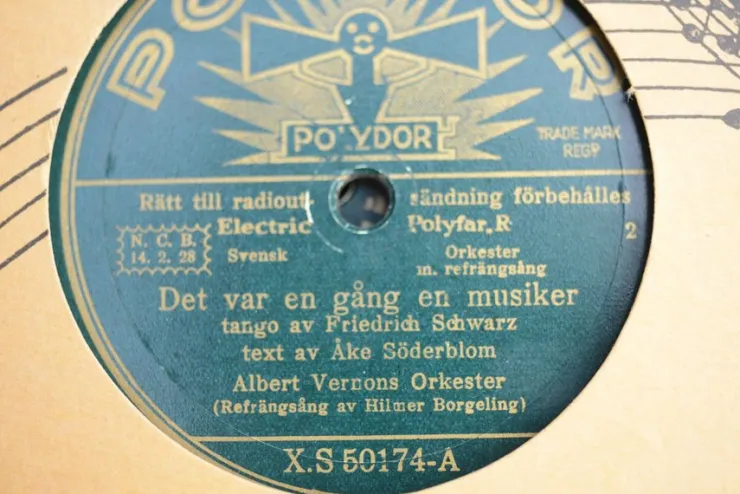 PO OR
PO'YDOR
TRADE MARK
REGD
Rätt till radiout sändning förbehålles
Electric Polyfar.R
2
N. C. B.
14. 2. 28
Svensk Orkester
m. refrängsång
Det var en gång en musiker
tango av Friedrich Schwarz
text av Åke Söderblom
Albert Vernons Orkester
(Refrängsång av Hilmer Borgeling)
X.S 50174-A